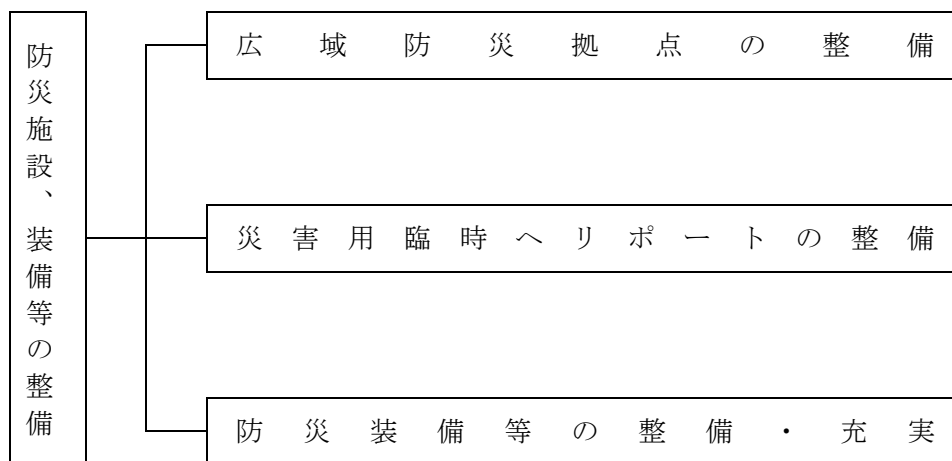 防災施設、装備等の整備
広域防災拠点の整備
災害用臨時ヘリポートの整備
防災装備等の整備・充実